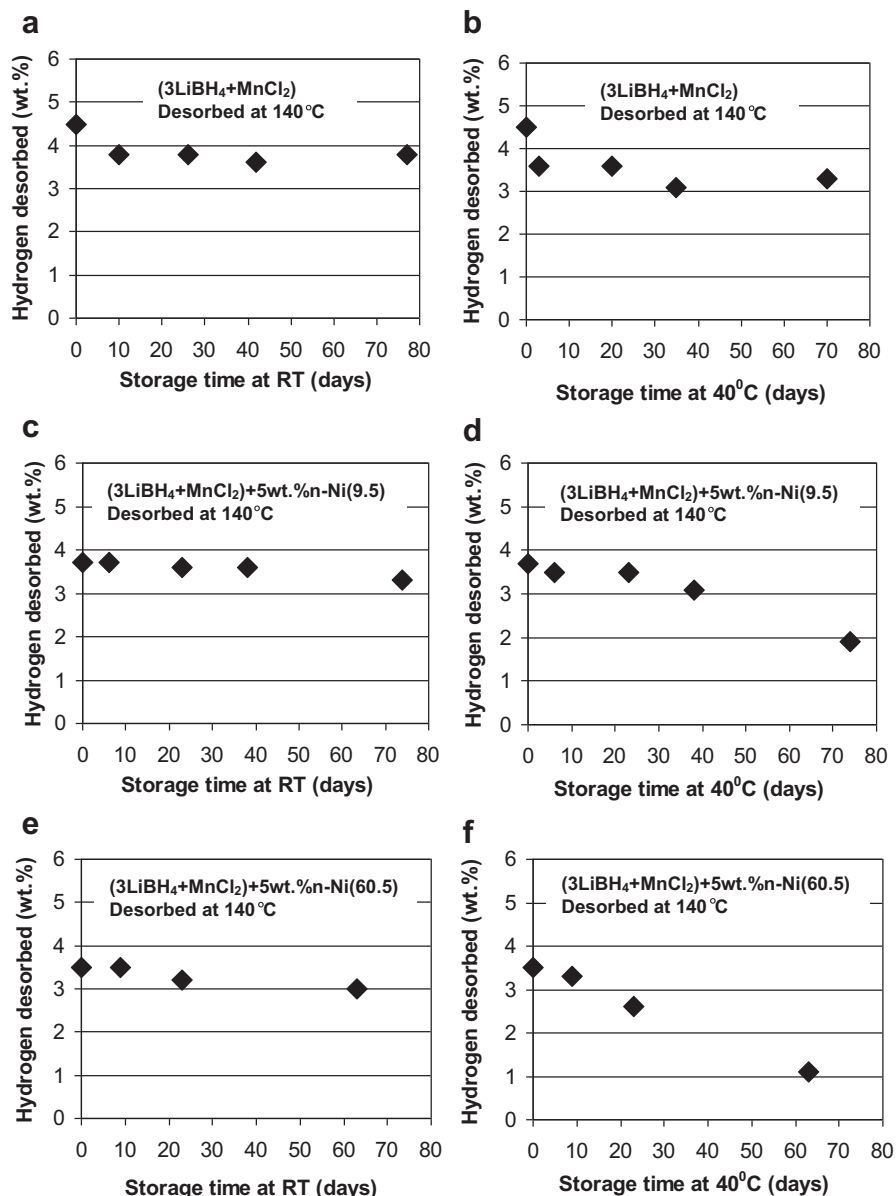 a
Hydrogen desorbed (wt.%)
6
5
4
3
2
1
0
(3LiBH₄+MnCl₂)
Desorbed at 140°C
0 10 20 30 40 50 60 70 80
Storage time at RT (days)
b
Hydrogen desorbed (wt.%)
6
5
4
3
2
1
0
(3LiBH₄+MnCl₂)
Desorbed at 140°C
0 10 20 30 40 50 60 70 80
Storage time at 40⁰C (days)
c
Hydrogen desorbed (wt.%)
6
5
4
3
2
1
0
(3LiBH₄+MnCl₂)+5wt.%n-Ni(9.5)
Desorbed at 140°C
0 10 20 30 40 50 60 70 80
Storage time at RT (days)
d
Hydrogen desorbed (wt.%)
6
5
4
3
2
1
0
(3LiBH₄+MnCl₂)+5wt.%n-Ni(9.5)
Desorbed at 140°C
0 10 20 30 40 50 60 70 80
Storage time at 40⁰C (days)
e
Hydrogen desorbed (wt.%)
6
5
4
3
2
1
0
(3LiBH₄+MnCl₂)+5wt.%n-Ni(60.5)
Desorbed at 140°C
0 10 20 30 40 50 60 70 80
Storage time at RT (days)
f
Hydrogen desorbed (wt.%)
6
5
4
3
2
1
0
(3LiBH₄+MnCl₂)+5wt.%n-Ni(60.5)
Desorbed at 140°C
0 10 20 30 40 50 60 70 80
Storage time at 40⁰C (days)